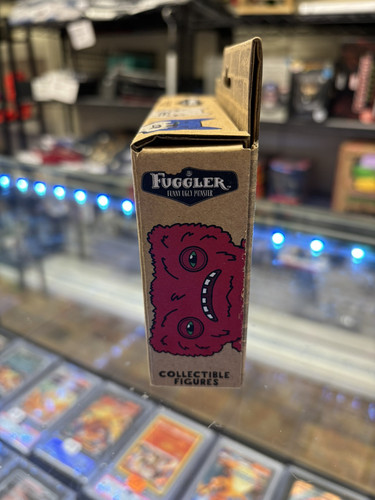 FUGGLER
FUNNY UGLY MONSTER
COLLECTIBLE
FIGURES